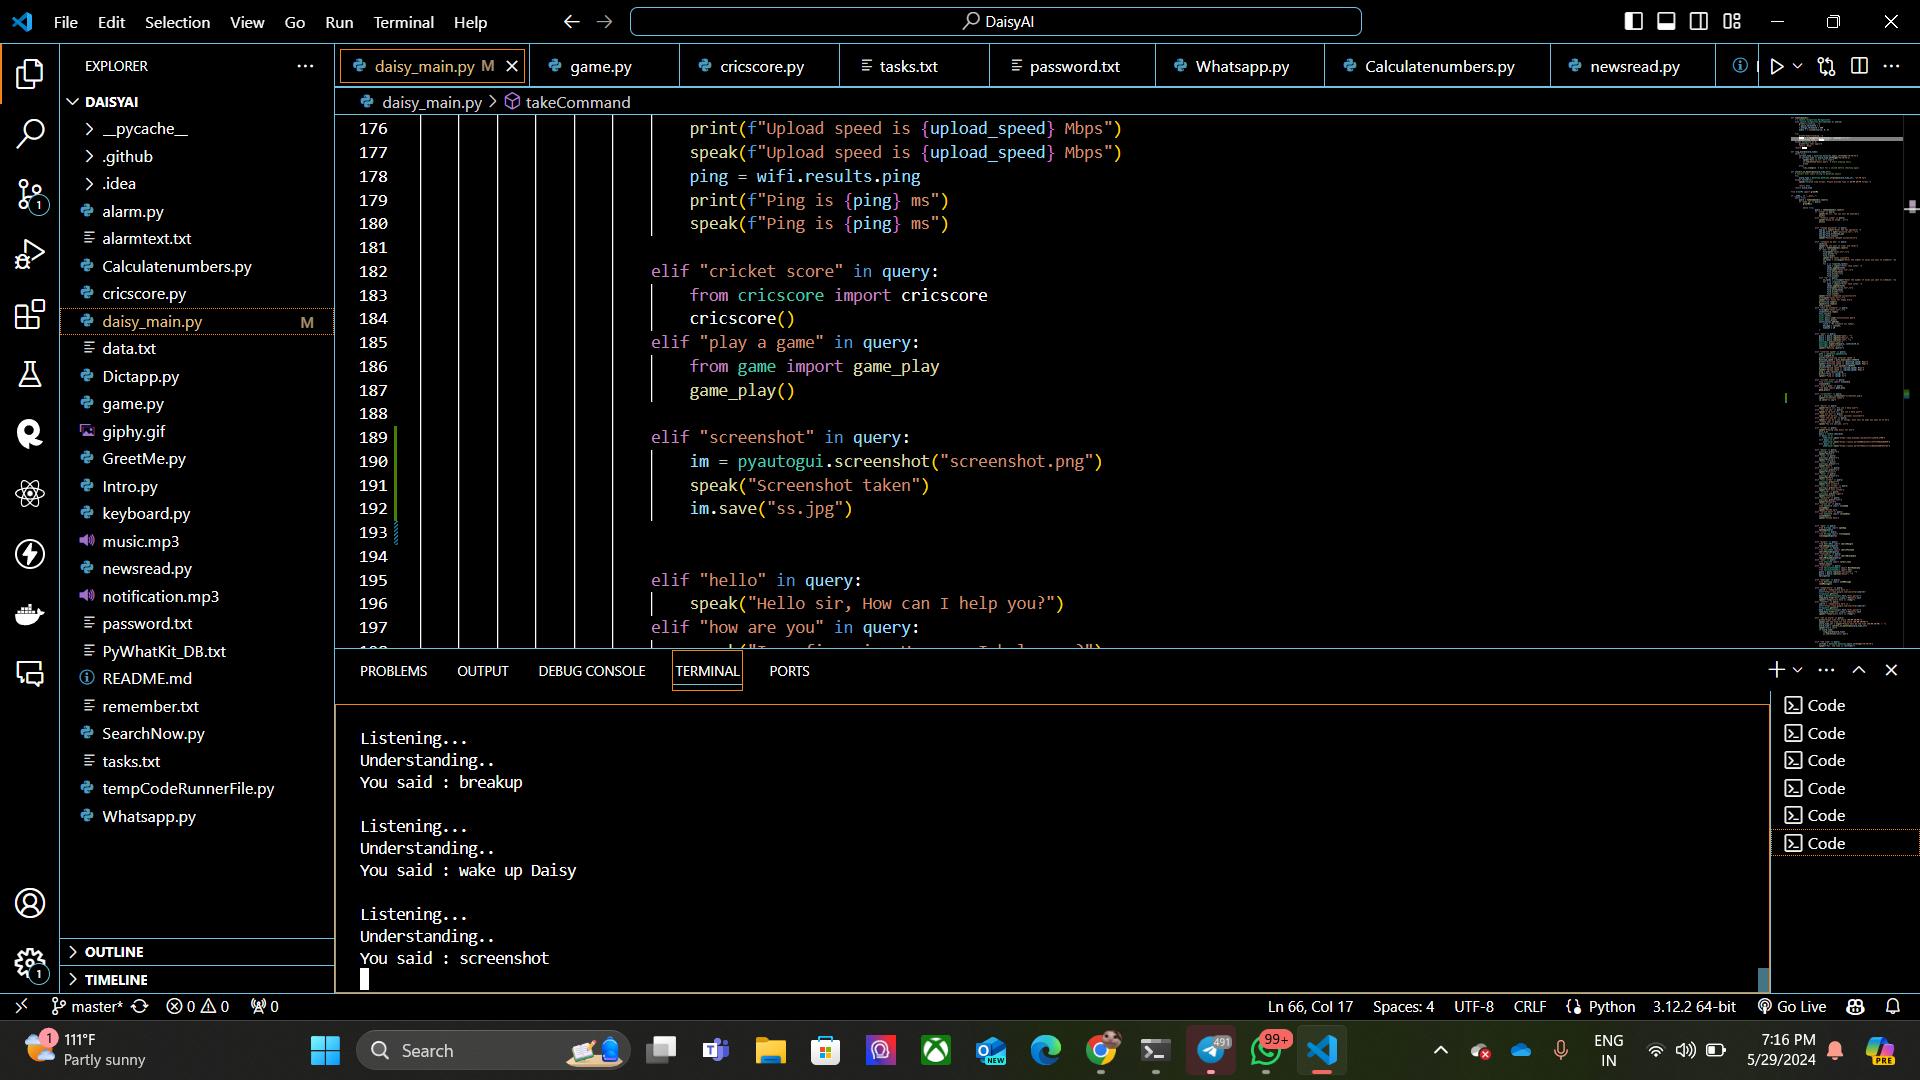 File Edit Selection View Go Run Terminal Help
DaisyAI
EXPLORER
DAISYAI
__pycache__
.github
.idea
alarm.py
alarmtext.txt
Calculatenumbers.py
cricscore.py
daisy_main.py M
data.txt
Dictapp.py
game.py
giphy.gif
GreetMe.py
Intro.py
keyboard.py
music.mp3
newsread.py
notification.mp3
password.txt
PyWhatKit_DB.txt
README.md
remember.txt
SearchNow.py
tasks.txt
tempCodeRunnerFile.py
Whatsapp.py
OUTLINE
TIMELINE
1
1
daisy_main.py M game.py cricscore.py tasks.txt password.txt Whatsapp.py Calculatenumbers.py newsread.py
daisy_main.py > takeCommand
176 print(f"Upload speed is {upload_speed} Mbps")
177 speak(f"Upload speed is {upload_speed} Mbps")
178 ping = wifi.results.ping
179 print(f"Ping is {ping} ms")
180 speak(f"Ping is {ping} ms")
181
182 elif "cricket score" in query:
183 from cricscore import cricscore
184 cricscore()
185 elif "play a game" in query:
186 from game import game_play
187 game_play()
188
189 elif "screenshot" in query:
190 im = pyautogui.screenshot("screenshot.png")
191 speak("Screenshot taken")
192 im.save("ss.jpg")
193
194
195 elif "hello" in query:
196 speak("Hello sir, How can I help you?")
197 elif "how are you" in query:
PROBLEMS OUTPUT DEBUG CONSOLE TERMINAL PORTS
Listening...
Understanding..
You said : breakup
Listening...
Understanding..
You said : wake up Daisy
Listening...
Understanding..
You said : screenshot
Code
Code
Code
Code
Code
Code
master* 0 0 0
Ln 66, Col 17 Spaces: 4 UTF-8 CRLF Python 3.12.2 64-bit Go Live
1
111°F
Partly sunny
Search
NEW
491
99+
ENG
IN
7:16 PM
5/29/2024
PRE